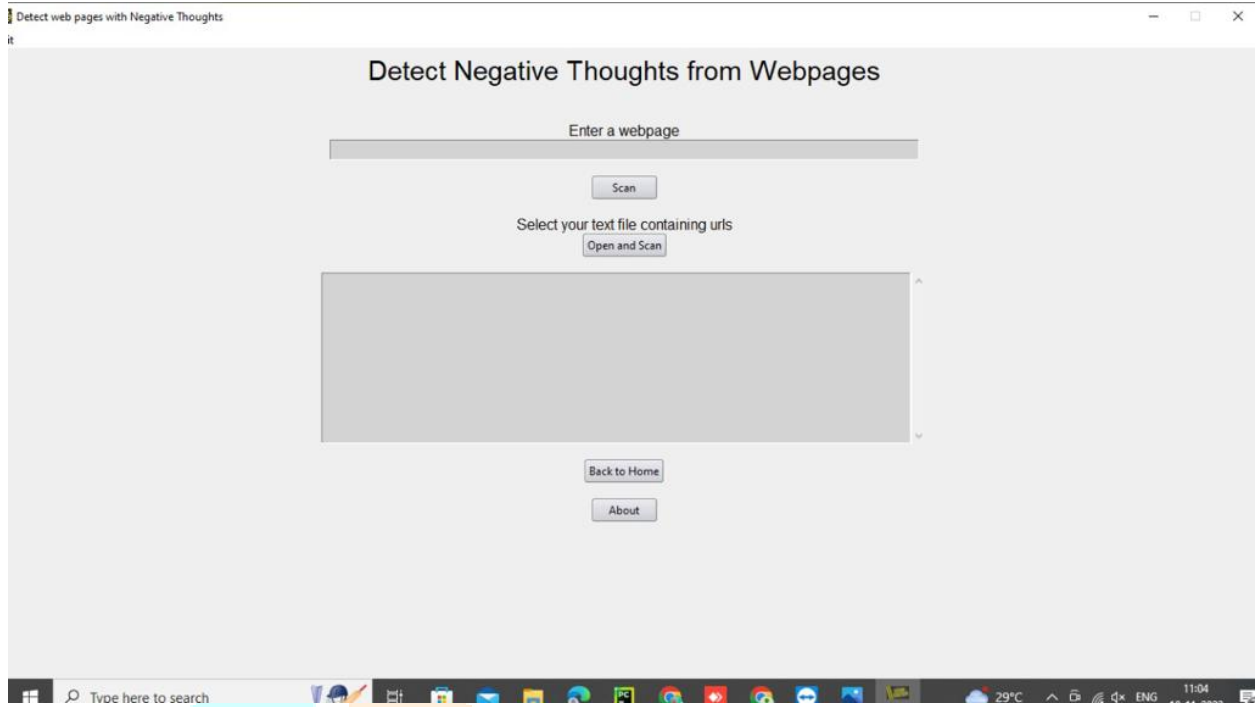 Detect web pages with Negative Thoughts
it
Detect Negative Thoughts from Webpages
Enter a webpage
Scan
Select your text file containing urls
Open and Scan
Back to Home
About
Type here to search
PC
29°C
ENG
11:04